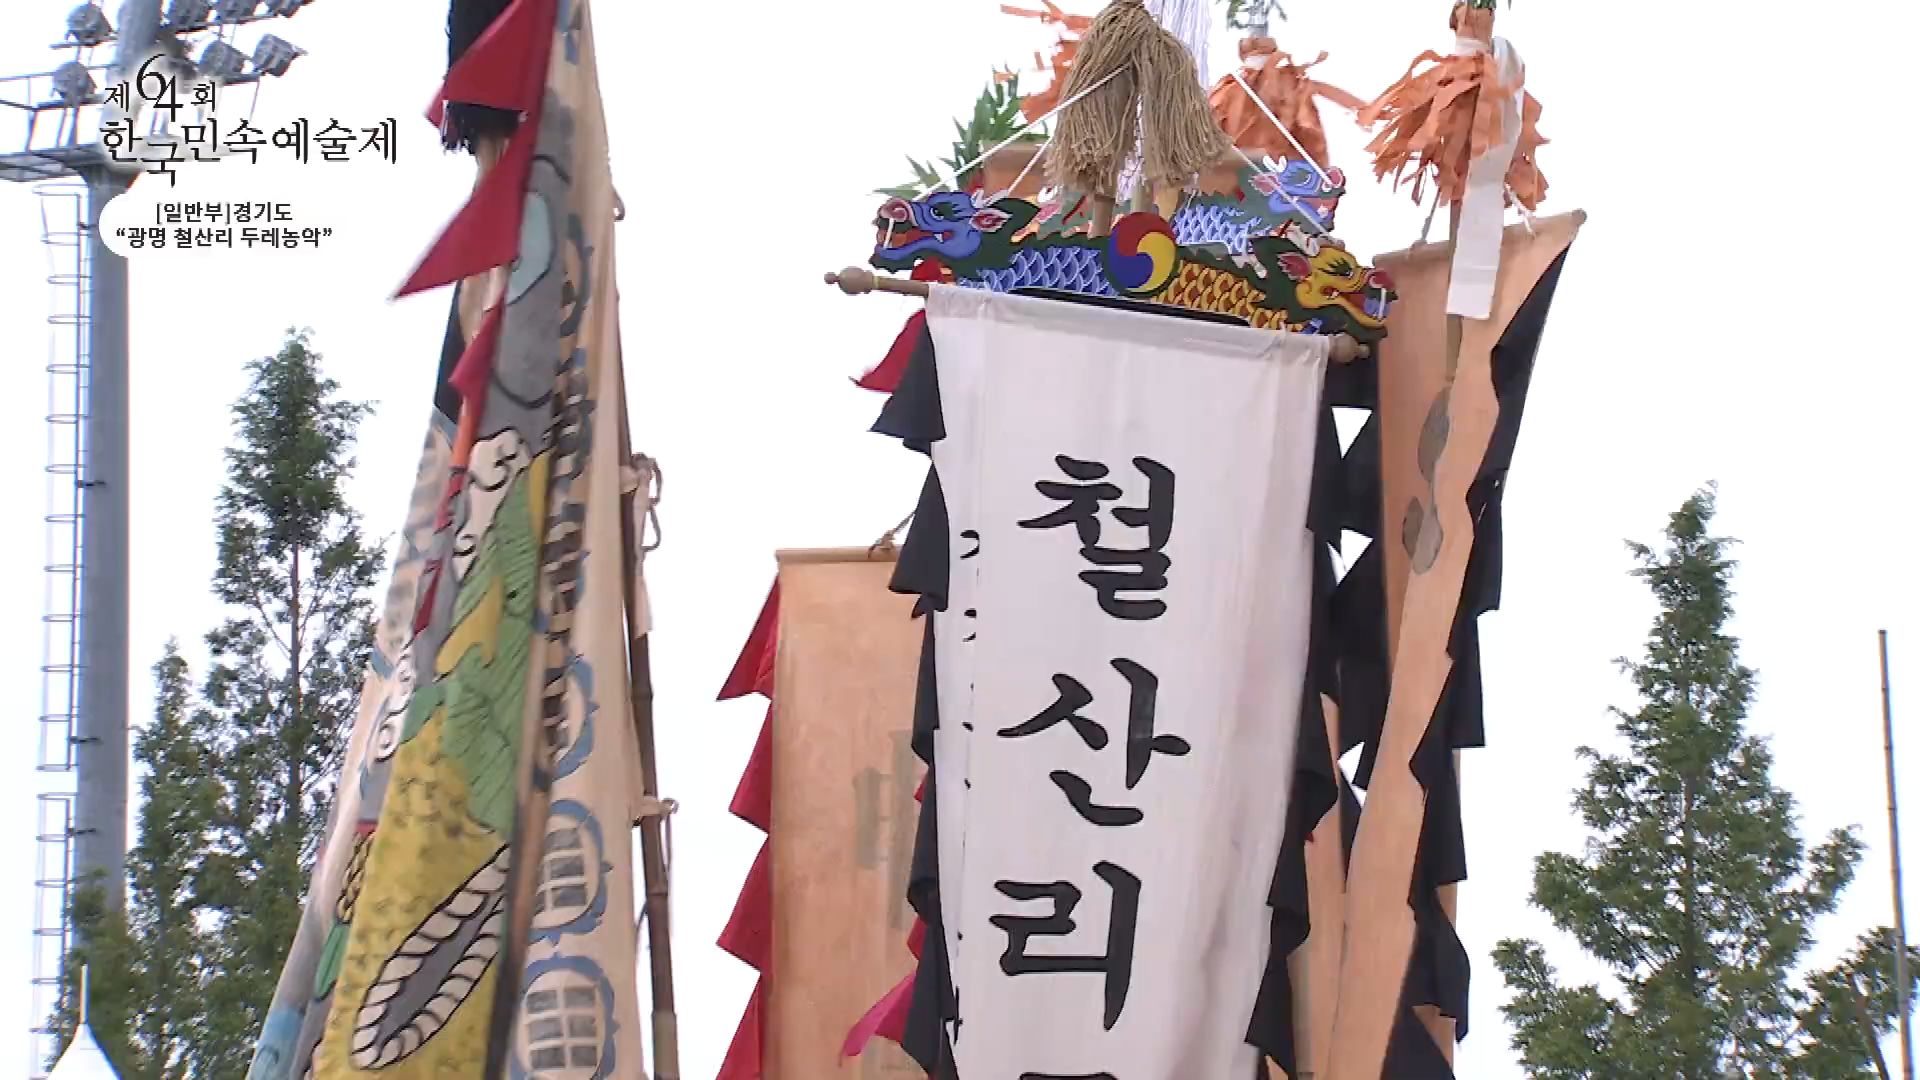 제64회
한국민속예술제
[일반부]경기도
“광명 철산리 두레농악”
철산리